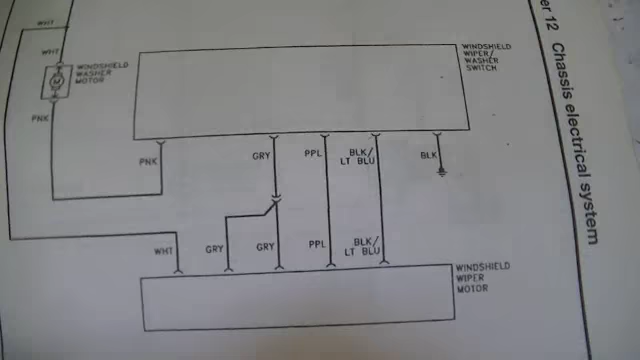 WHT
WHT
WINDSHIELD
WASHER
MOTOR
M
PNK
WINDSHIELD
WIPER/
WASHER
SWITCH
PNK
GRY
PPL
BLK/
LT BLU
BLK
WHT
GRY
GRY
PPL
BLK/
LT BLU
WINDSHIELD
WIPER
MOTOR
er 12 Chassis electrical system